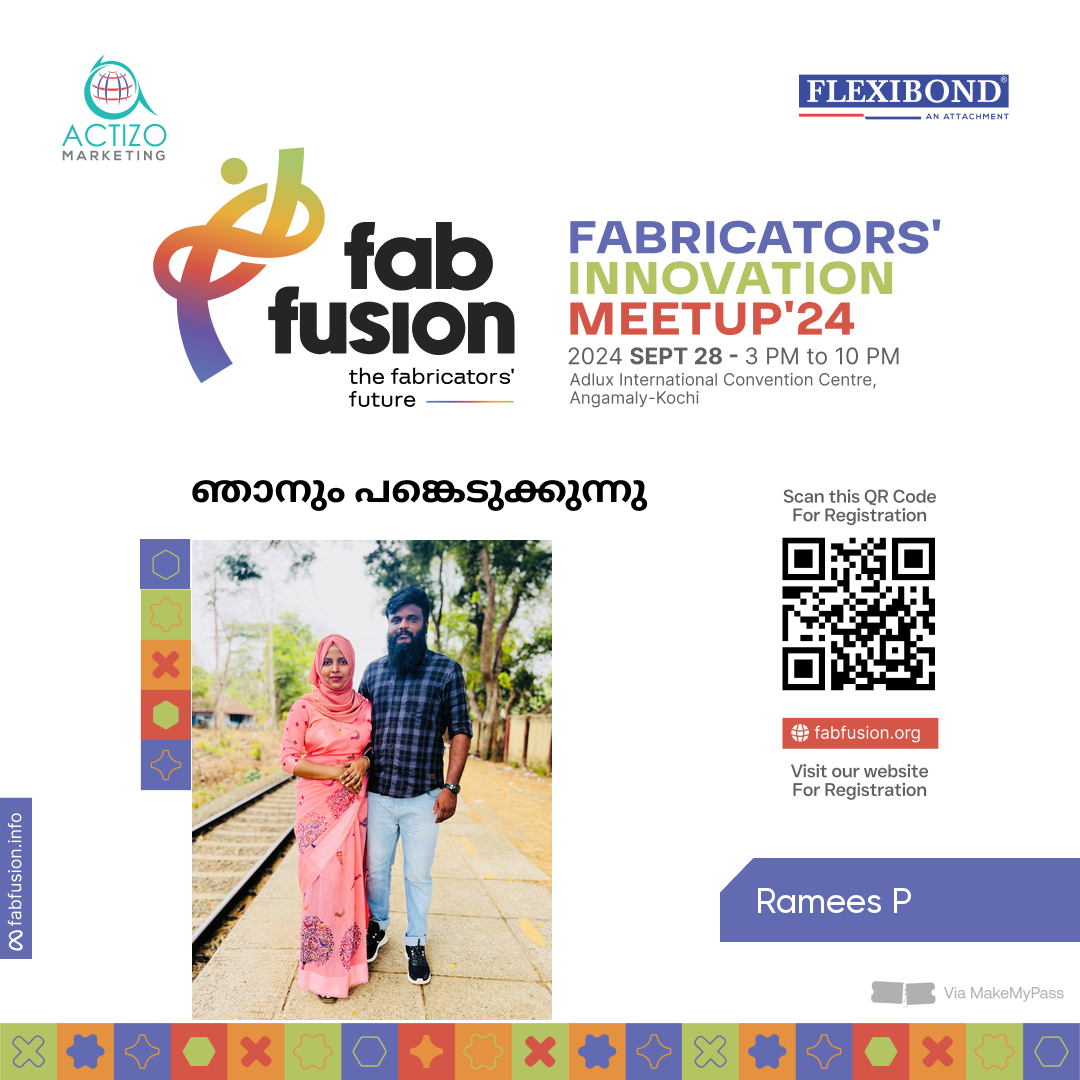 ACTIZO
MARKETING
FLEXIBOND®
AN ATTACHMENT
fab
fusion
the fabricators'
future
FABRICATORS'
INNOVATION
MEETUP'24
2024 SEPT 28 - 3 PM to 10 PM
Adlux International Convention Centre,
Angamaly-Kochi
ഞാനും പങ്കെടുക്കുന്നു
Scan this QR Code
For Registration
fabfusion.org
Visit our website
For Registration
fabfusion.info
Ramees P
Via MakeMyPass